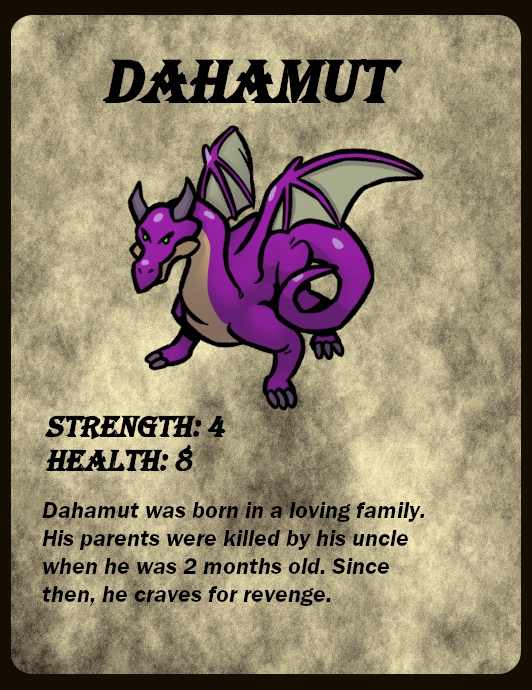 DAHAMUT
STRENGTH: 4
HEALTH: 8
Dahamut was born in a loving family.
His parents were killed by his uncle
when he was 2 months old. Since
then, he craves for revenge.